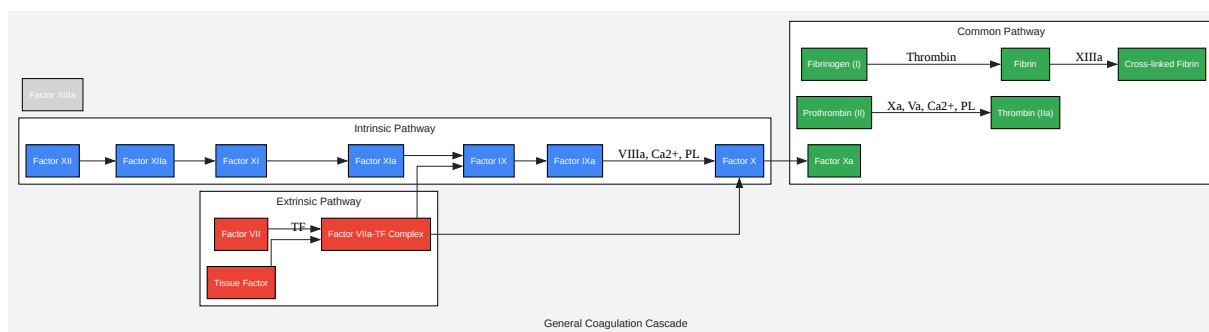 Common Pathway
Fibrinogen (I)
Thrombin
Fibrin
XIIIa
Cross-linked Fibrin
Factor XIIIa
Prothrombin (II)
Xa, Va, Ca2+, PL
Thrombin (IIa)
Intrinsic Pathway
Factor XII
Factor XIIa
Factor XI
Factor XIa
Factor IX
Factor IXa
VIIIa, Ca2+, PL
Factor X
Factor Xa
Extrinsic Pathway
Factor VII
TF
Factor VIIa-TF Complex
Tissue Factor
General Coagulation Cascade